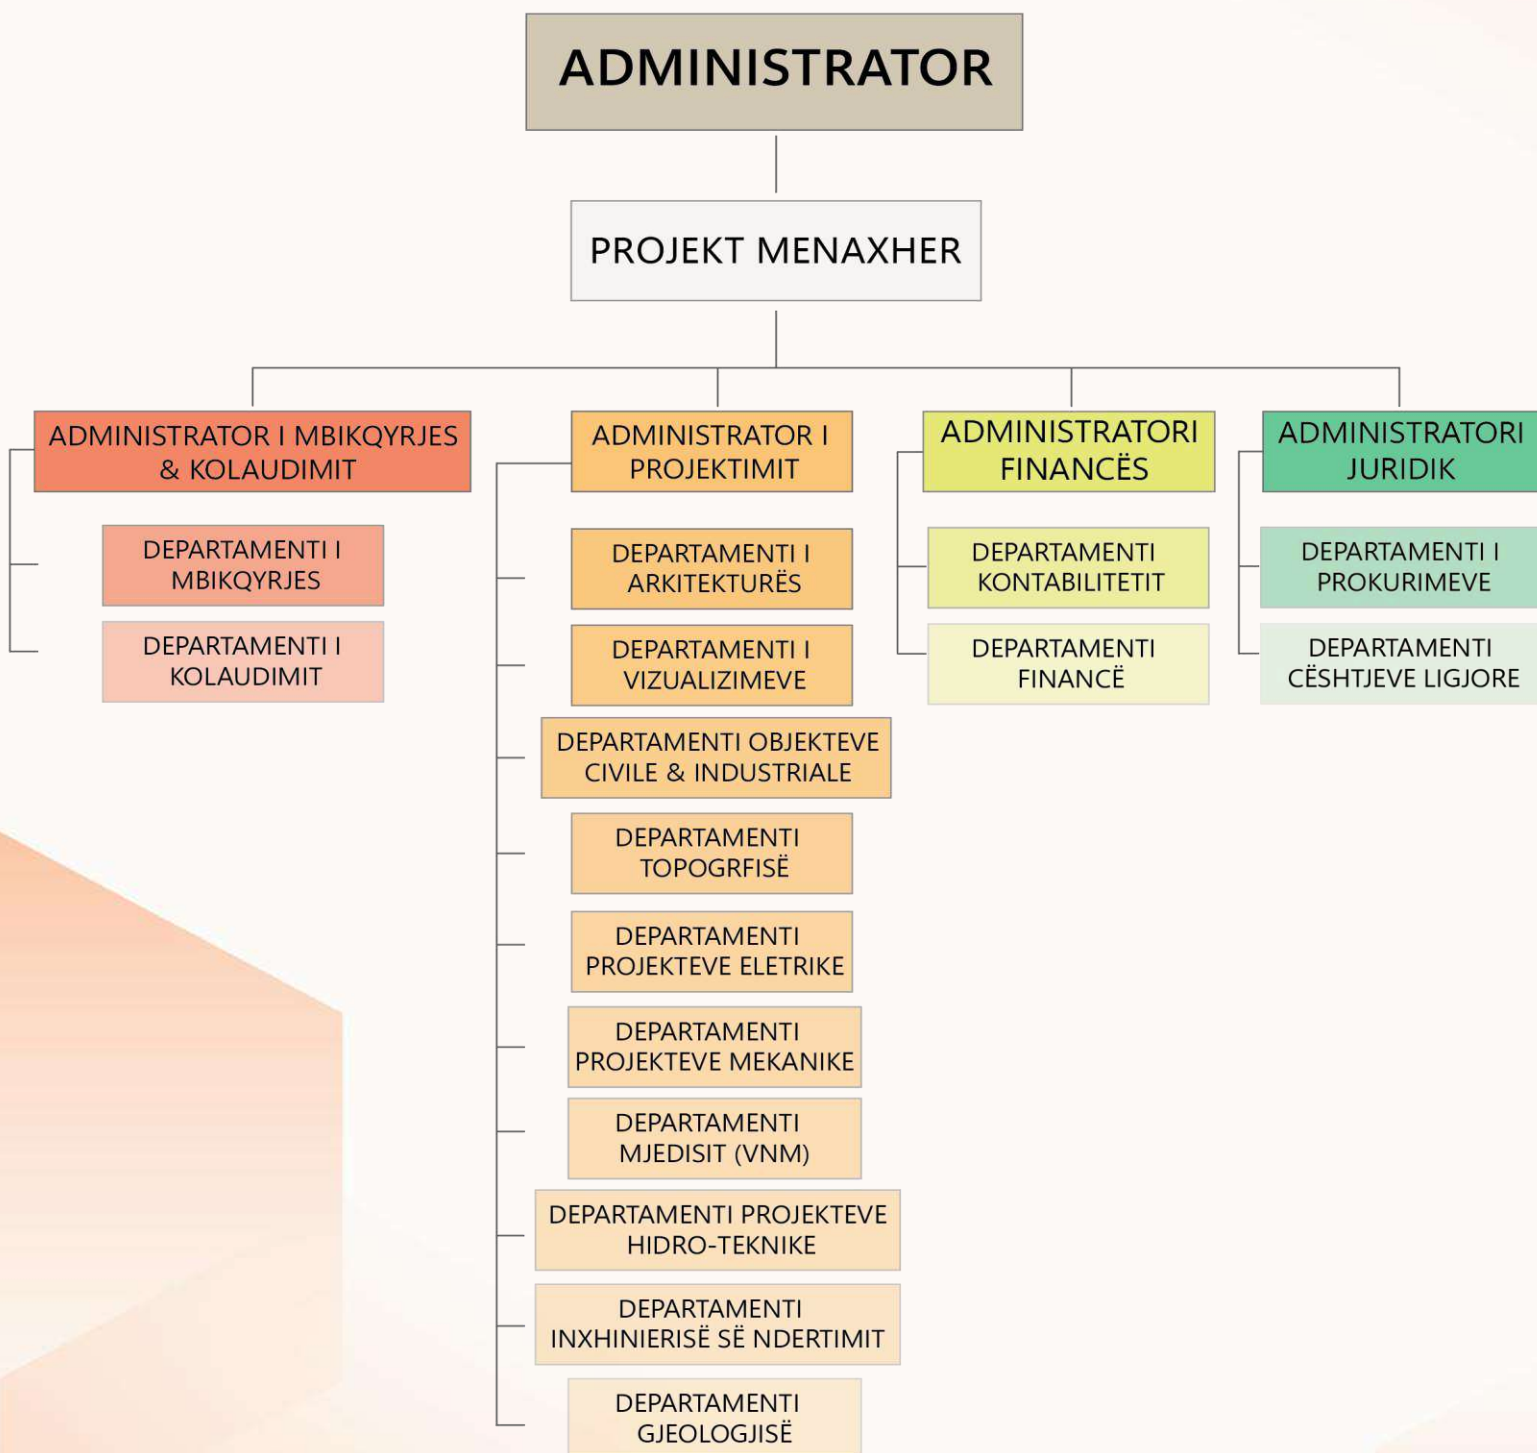 ADMINISTRATOR
PROJEKT MENAXHER
ADMINISTRATOR I MBIKQYRJES
& KOLAUDIMIT
DEPARTAMENTI I
MBIKQYRJES
DEPARTAMENTI I
KOLAUDIMIT
ADMINISTRATOR I
PROJEKTIMIT
DEPARTAMENTI I
ARKITEKTURËS
DEPARTAMENTI I
VIZUALIZIMEVE
DEPARTAMENTI OBJEKTEVE
CIVILE & INDUSTRIALE
DEPARTAMENTI
TOPOGRFISË
DEPARTAMENTI
PROJEKTEVE ELETRIKE
DEPARTAMENTI
PROJEKTEVE MEKANIKE
DEPARTAMENTI
MJEDISIT (VNM)
DEPARTAMENTI PROJEKTEVE
HIDRO-TEKNIKE
DEPARTAMENTI
INXHINIERISË SË NDERTIMIT
DEPARTAMENTI
GJEOLOGJISË
ADMINISTRATORI
FINANCËS
DEPARTAMENTI
KONTABILITETIT
DEPARTAMENTI
FINANCË
ADMINISTRATORI
JURIDIK
DEPARTAMENTI I
PROKURIMEVE
DEPARTAMENTI
CËSHTJEVE LIGJORE